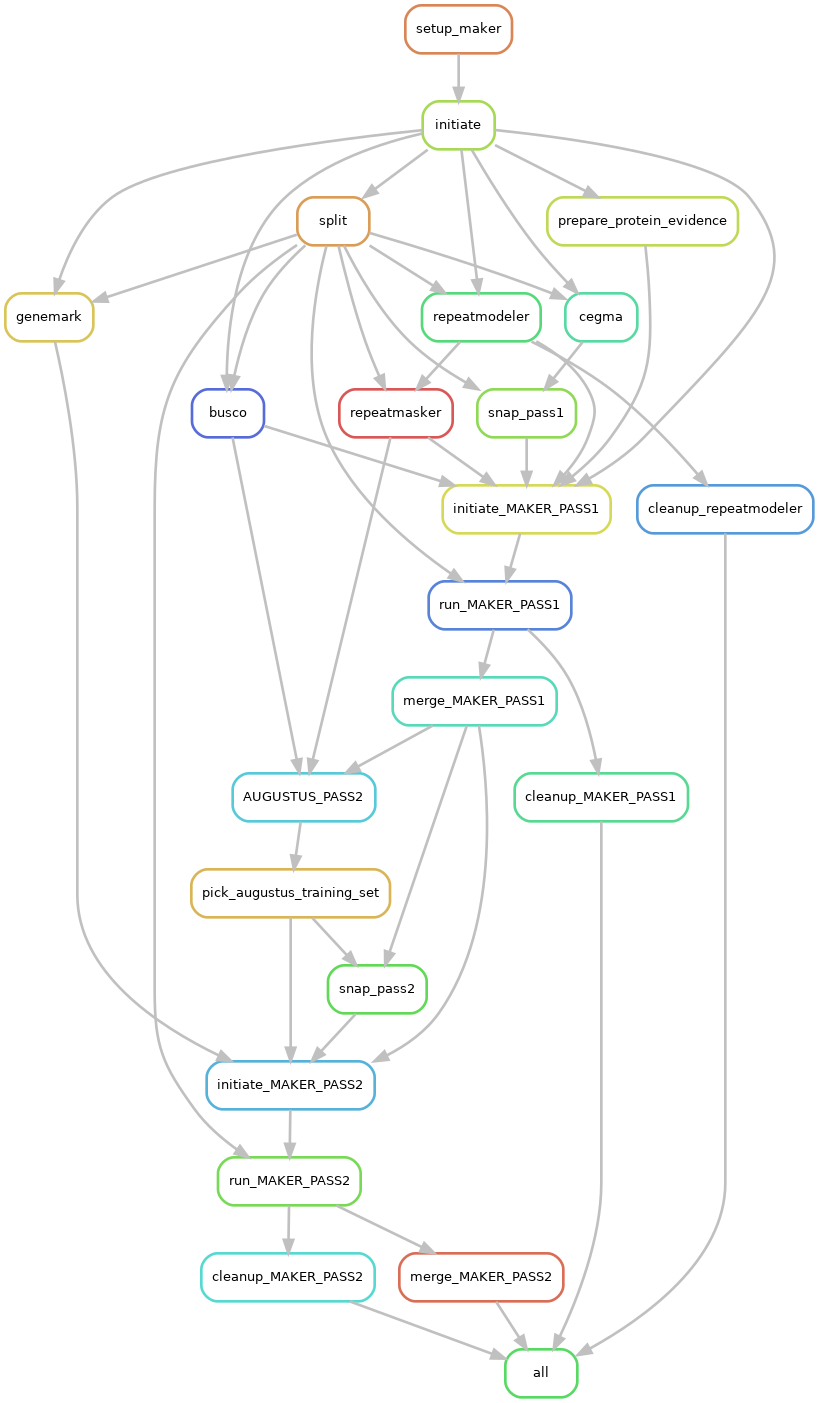 setup_maker
initiate
split
prepare_protein_evidence
genemark
repeatmodeler
cegma
busco
repeatmasker
snap_pass1
initiate_MAKER_PASS1
cleanup_repeatmodeler
run_MAKER_PASS1
merge_MAKER_PASS1
AUGUSTUS_PASS2
cleanup_MAKER_PASS1
pick_augustus_training_set
snap_pass2
initiate_MAKER_PASS2
run_MAKER_PASS2
cleanup_MAKER_PASS2
merge_MAKER_PASS2
all